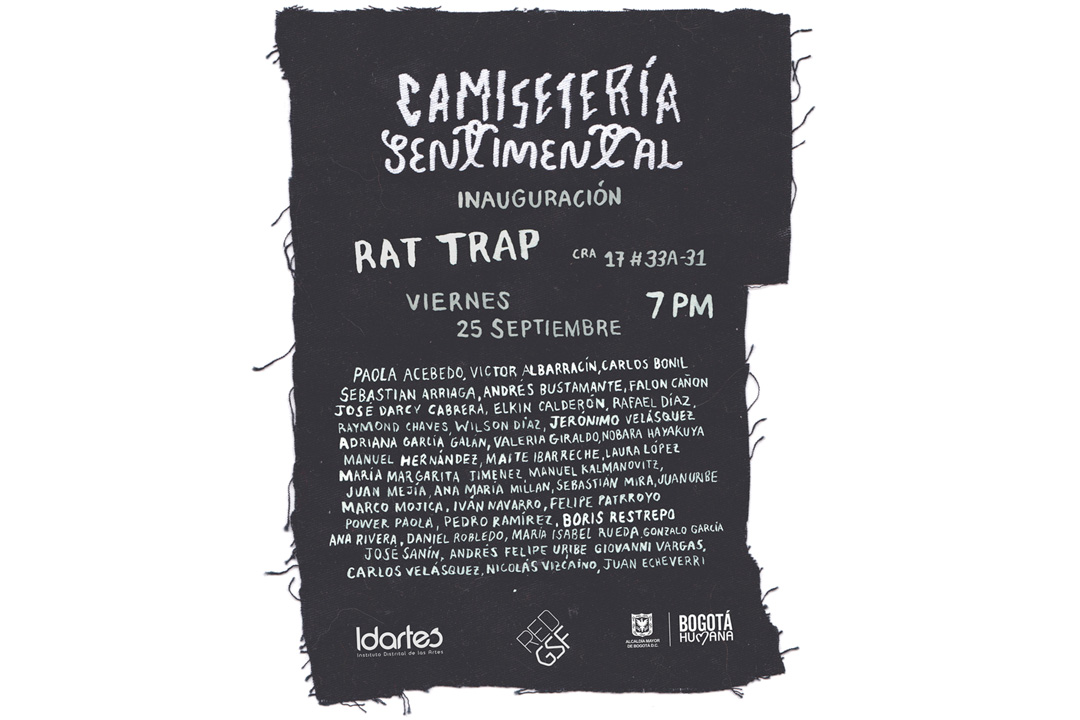 CAMISETERÍA
SENTIMENTAL
INAUGURACIÓN
RAT TRAP CRA 17 #33A-31
VIERNES 7 PM
25 SEPTIEMBRE
PAOLA ACEBEDO, VICTOR ALBARRACÍN, CARLOS BONIL
SEBASTIAN ARRIAGA, ANDRÉS BUSTAMANTE, FALON CAÑON
JOSÉ DARCY CABRERA, ELKIN CALDERÓN, RAFAEL DÍAZ,
RAYMOND CHAVES, WILSON DÍAZ, JERÓNIMO VELÁSQUEZ
ADRIANA GARCÍA GALÁN, VALERIA GIRALDO, NOBARA HAYAKUYA
MANUEL HERNÁNDEZ, MAITE IBARRECHE, LAURA LÓPEZ
MARÍA MARGARITA JIMENEZ MANUEL KALMANOVITZ,
JUAN MEJÍA, ANA MARÍA MILLAN, SEBASTIÁN MIRA, JUAN URIBE
MARCO MOJICA, IVÁN NAVARRO, FELIPE PATRROYO
POWER PAOLA, PEDRO RAMÍREZ, BORIS RESTREPO
ANA RIVERA, DANIEL ROBLEDO, MARÍA ISABEL RUEDA, GONZALO GARCÍA
JOSÉ SANÍN, ANDRÉS FELIPE URIBE GIOVANNI VARGAS,
CARLOS VELÁSQUEZ, NICOLÁS VIZCAÍNO, JUAN ECHEVERRI
Idartes
Instituto Distrital de las Artes
RED
GSF
ALCALDÍA MAYOR
DE BOGOTÁ D.C.
BOGOTÁ
HUMANA